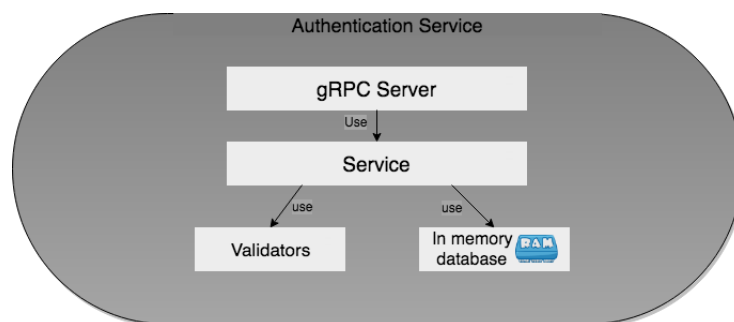 Authentication Service
gRPC Server
Use
Service
use
use
Validators
In memory
database
RAM